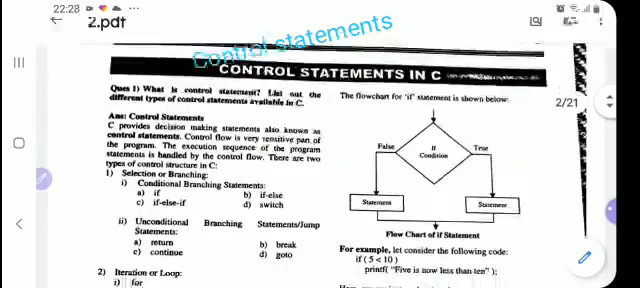 22:28
2.pdf
Control statements
CONTROL STATEMENTS IN C
2/21
Ques 1) What is control statement? List out the
different types of control statements available in C.
Ans: Control Statements
C provides decision making statements also known as
control statements. Control flow is very sensitive part of
the program. The execution sequence of the program
statements is handled by the control flow. There are two
types of control structure in C:
1) Selection or Branching:
i) Conditional Branching Statements:
a) if b) if-else
c) if-else-if d) switch
ii) Unconditional Branching Statements/Jump
Statements:
a) return b) break
c) continue d) goto
2) Iteration or Loop:
i) for
The flowchart for 'if' statement is shown below:
False
If
Condition
True
Statement
Statement
Flow Chart of if Statement
For example, let consider the following code:
if ( 5 < 10 )
printf( "Five is now less than ten" );